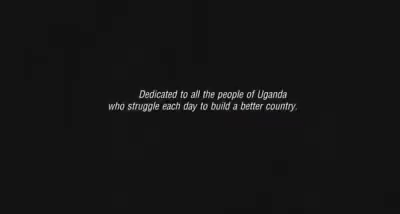 Dedicated to all the people of Uganda
who struggle each day to build a better country.